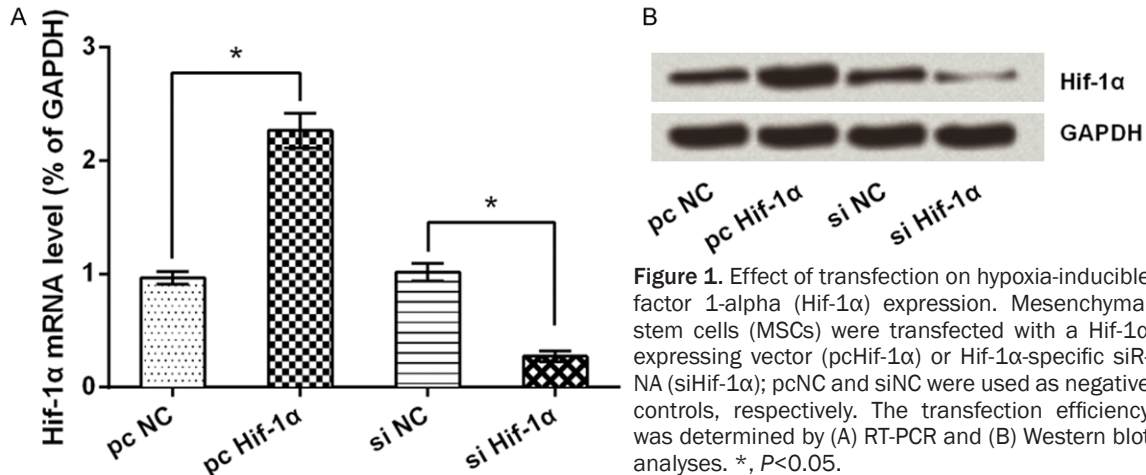 A
Hif-1α mRNA level (% of GAPDH)
3
2
1
0
*
*
pc NC
pc Hif-1α
si NC
si Hif-1α
B
Hif-1α
GAPDH
pc NC
pc Hif-1α
si NC
si Hif-1α
Figure 1. Effect of transfection on hypoxia-inducible
factor 1-alpha (Hif-1α) expression. Mesenchymal
stem cells (MSCs) were transfected with a Hif-1α
expressing vector (pcHif-1α) or Hif-1α-specific siR-
NA (siHif-1α); pcNC and siNC were used as negative
controls, respectively. The transfection efficiency
was determined by (A) RT-PCR and (B) Western blot
analyses. *, P<0.05.